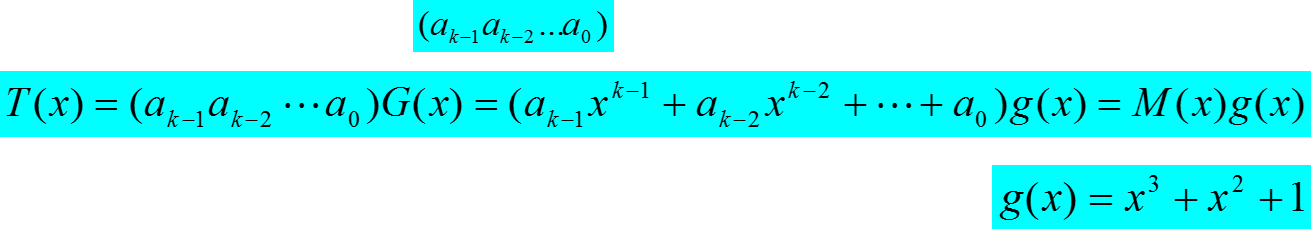 (a_{k-1}a_{k-2}...a_0)
T(x) = (a_{k-1}a_{k-2} ⋯ a_0)G(x) = (a_{k-1}x^{k-1} + a_{k-2}x^{k-2} + ⋯ + a_0)g(x) = M(x)g(x)
g(x) = x^3 + x^2 + 1